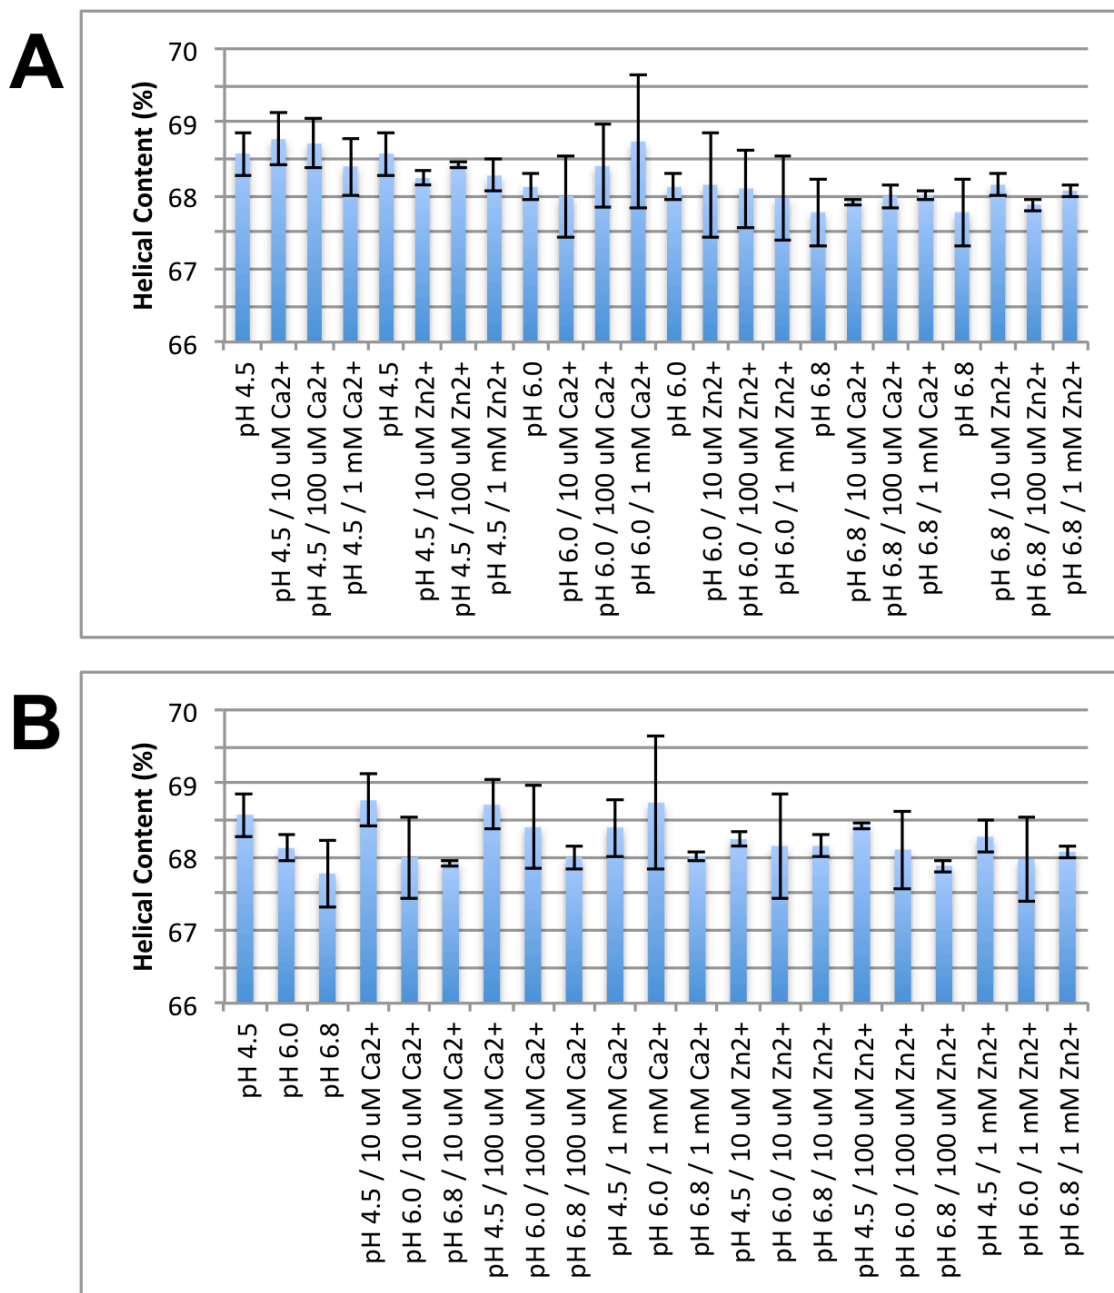 A
Helical Content (%)
70
69
68
67
66
pH 4.5
pH 4.5 / 10 uM Ca2+
pH 4.5 / 100 uM Ca2+
pH 4.5 / 1 mM Ca2+
pH 4.5
pH 4.5 / 10 uM Zn2+
pH 4.5 / 100 uM Zn2+
pH 4.5 / 1 mM Zn2+
pH 6.0
pH 6.0 / 10 uM Ca2+
pH 6.0 / 100 uM Ca2+
pH 6.0 / 1 mM Ca2+
pH 6.0
pH 6.0 / 10 uM Zn2+
pH 6.0 / 100 uM Zn2+
pH 6.0 / 1 mM Zn2+
pH 6.8
pH 6.8 / 10 uM Ca2+
pH 6.8 / 100 uM Ca2+
pH 6.8 / 1 mM Ca2+
pH 6.8
pH 6.8 / 10 uM Zn2+
pH 6.8 / 100 uM Zn2+
pH 6.8 / 1 mM Zn2+
B
Helical Content (%)
70
69
68
67
66
pH 4.5
pH 6.0
pH 6.8
pH 4.5 / 10 uM Ca2+
pH 6.0 / 10 uM Ca2+
pH 6.8 / 10 uM Ca2+
pH 4.5 / 100 uM Ca2+
pH 6.0 / 100 uM Ca2+
pH 6.8 / 100 uM Ca2+
pH 4.5 / 1 mM Ca2+
pH 6.0 / 1 mM Ca2+
pH 6.8 / 1 mM Ca2+
pH 4.5 / 10 uM Zn2+
pH 6.0 / 10 uM Zn2+
pH 6.8 / 10 uM Zn2+
pH 4.5 / 100 uM Zn2+
pH 6.0 / 100 uM Zn2+
pH 6.8 / 100 uM Zn2+
pH 4.5 / 1 mM Zn2+
pH 6.0 / 1 mM Zn2+
pH 6.8 / 1 mM Zn2+